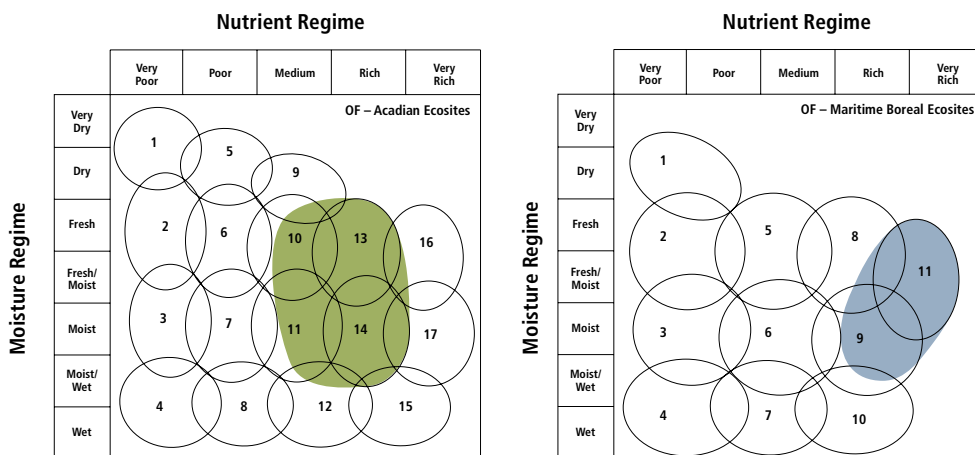 Nutrient Regime
Very Poor
Poor
Medium
Rich
Very Rich
OF – Acadian Ecosites
Moisture Regime
Very Dry
Dry
Fresh
Fresh/ Moist
Moist
Moist/ Wet
Wet
1
5
9
2
6
10
13
16
3
7
11
14
17
4
8
12
15
Nutrient Regime
Very Poor
Poor
Medium
Rich
Very Rich
OF – Maritime Boreal Ecosites
Moisture Regime
Very Dry
Dry
Fresh
Fresh/ Moist
Moist
Moist/ Wet
Wet
1
2
5
8
11
3
6
9
4
7
10